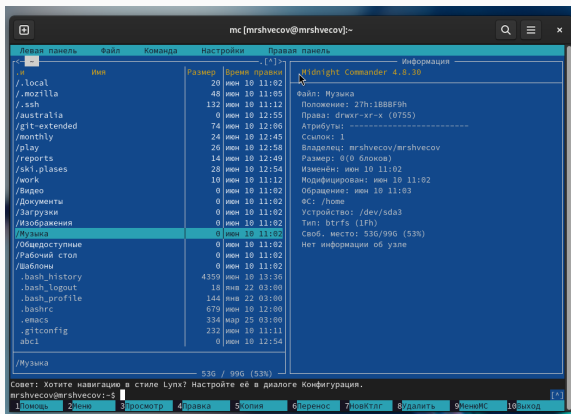 mc [mrshvecov@mrshvecov]:~
Левая панель Файл Команда Настройки Правая панель
<─ ~ .[^]>
.и Имя Размер Время правки
/.local 20 июн 10 11:02
/.mozilla 48 июн 10 11:05
/.ssh 132 июн 10 11:12
/australia 0 июн 10 12:55
/git-extended 74 июн 10 12:06
/monthly 24 июн 10 12:45
/play 26 июн 10 12:58
/reports 14 июн 10 12:49
/ski.plases 28 июн 10 12:54
/work 10 июн 10 11:12
/Видео 0 июн 10 11:02
/Документы 0 июн 10 11:02
/Загрузки 0 июн 10 11:02
/Изображения 0 июн 10 11:02
/Музыка 0 июн 10 11:02
/Общедоступные 0 июн 10 11:02
/Рабочий стол 0 июн 10 11:02
/Шаблоны 0 июн 10 11:02
.bash_history 4359 июн 10 13:36
.bash_logout 18 янв 22 03:00
.bash_profile 144 янв 22 03:00
.bashrc 679 июн 10 12:00
.emacs 334 мар 25 03:00
.gitconfig 232 июн 10 11:11
abc1 0 июн 10 12:54
/Музыка
53G / 99G (53%)
Информация
Midnight Commander 4.8.30
Файл: Музыка
Положение: 27h:1BBBF9h
Права: drwxr-xr-x (0755)
Атрибуты: ----------------------
Ссылок: 1
Владелец: mrshvecov/mrshvecov
Размер: 0(0 блоков)
Изменён: июн 10 11:02
Модифицирован: июн 10 11:02
Обращение: июн 10 11:03
ФС: /home
Устройство: /dev/sda3
Тип: btrfs (1Fh)
Своб. место: 53G/99G (53%)
Нет информации об узле
Совет: Хотите навигацию в стиле Lynx? Настройте её в диалоге Конфигурация.
mrshvecov@mrshvecov:~$ [^]
1Помощь 2Меню 3Просмотр 4Правка 5Копия 6Перенос 7НовКтлг 8Удалить 9МенюMC 10Выход